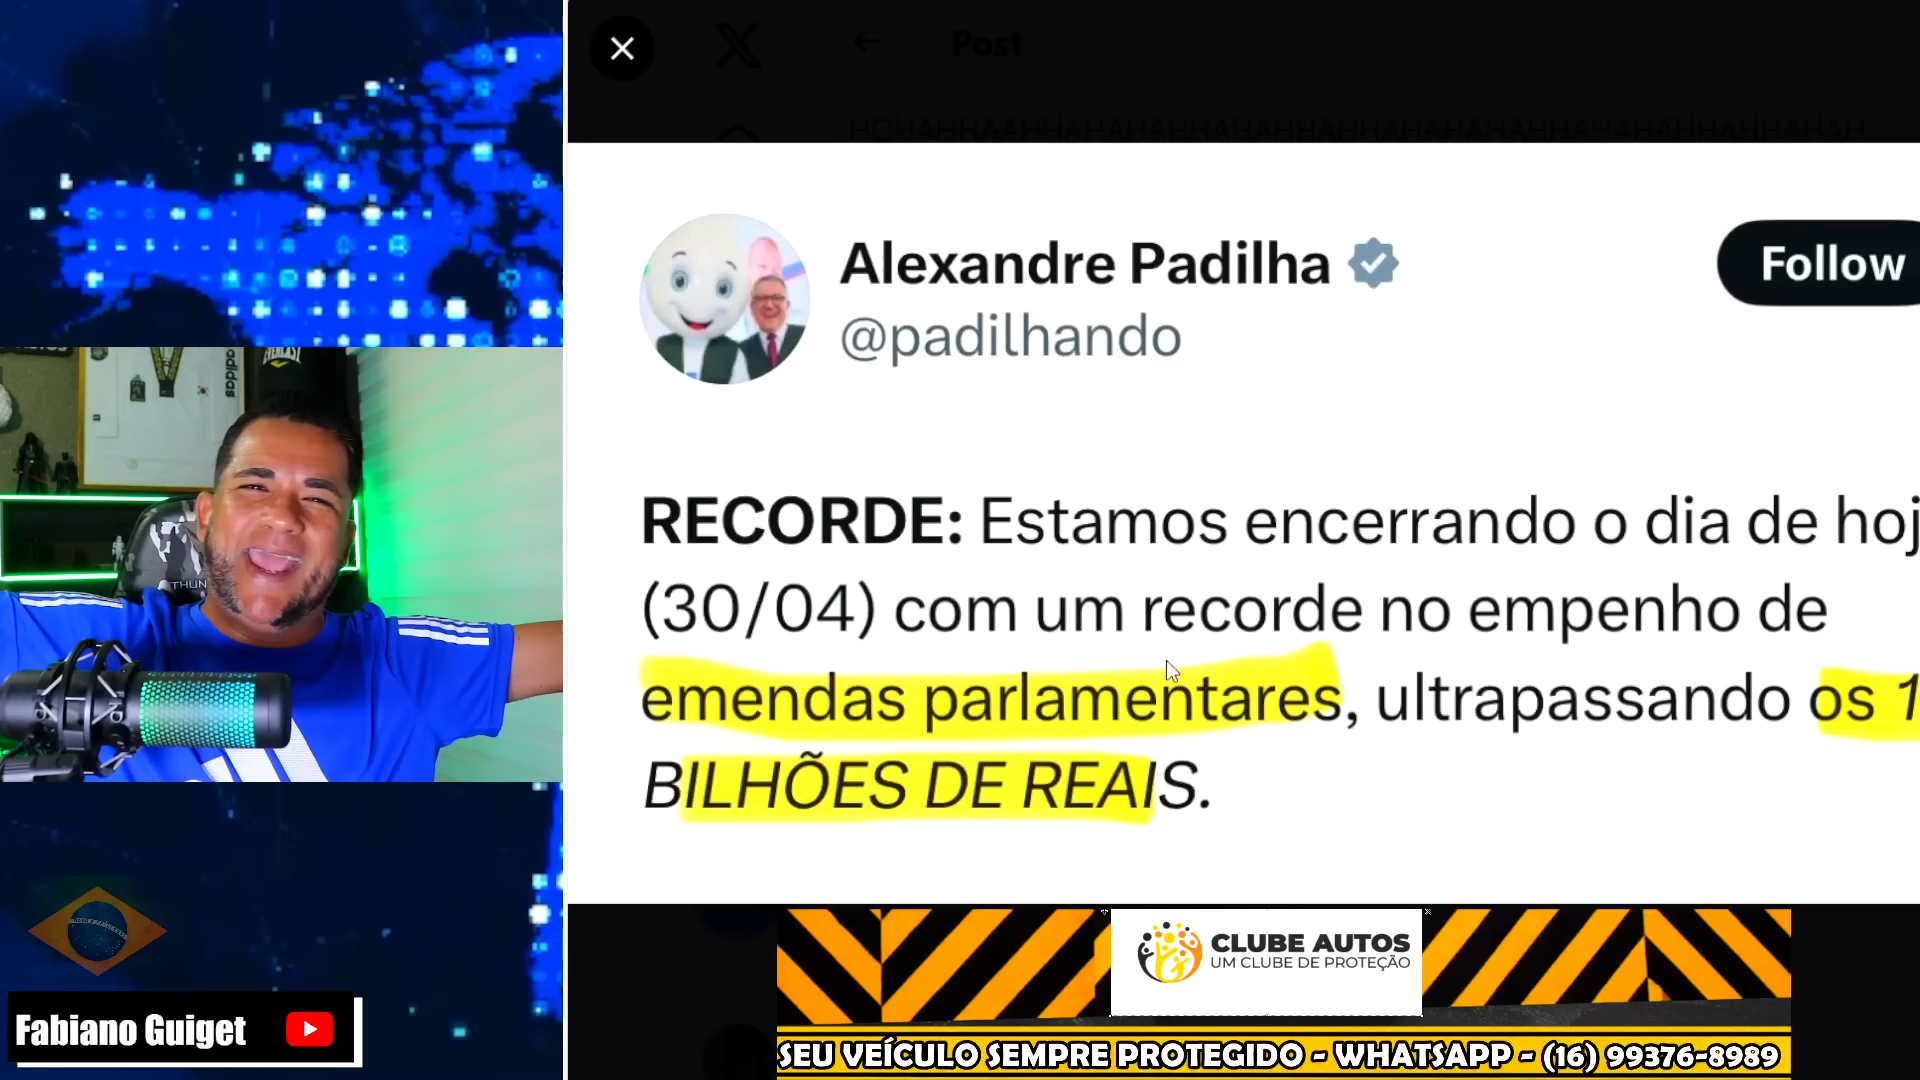 Post
Alexandre Padilha
@padilhando
Follow
RECORDE: Estamos encerrando o dia de hoj
(30/04) com um recorde no empenho de
emendas parlamentares, ultrapassando os 1
BILHÕES DE REAIS.
EVERLAST
adidas
THUN
Fabiano Guiget
CLUBE AUTOS
UM CLUBE DE PROTEÇÃO
SEU VEÍCULO SEMPRE PROTEGIDO - WHATSAPP - (16) 99376-8989